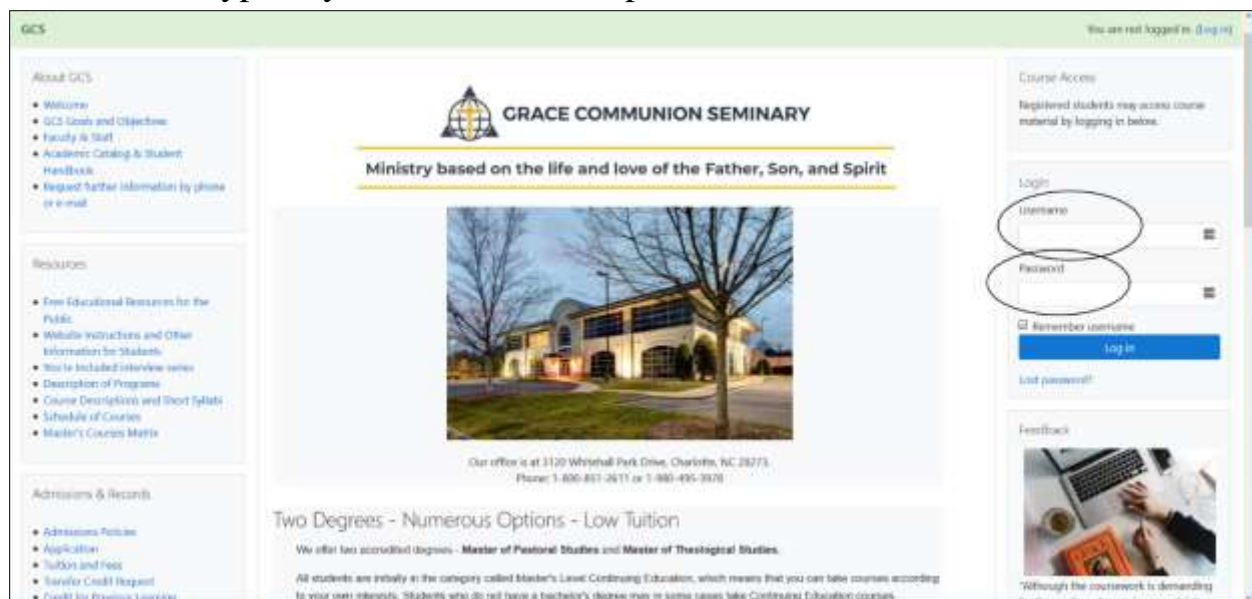 GCS
You are not logged in. (Log in)
About GCS
Welcome
GCS Goals and Objectives
Faculty & Staff
Academic Catalog & Student
Handbook
Request further information by phone
or e-mail
Resources
Free Educational Resources for the
Public
Website Instructions and Other
Information for Students
You're Included interview series
Description of Programs
Course Descriptions and Short Syllabi
Schedule of Courses
Master's Courses Matrix
Admissions & Records
Admissions Policies
Application
Tuition and Fees
Transfer Credit Request
Credit for Previous Learning
GRACE COMMUNION SEMINARY
Ministry based on the life and love of the Father, Son, and Spirit
Our office is at 3120 Whitehall Park Drive, Charlotte, NC 28273.
Phone: 1-800-851-2611 or 1-980-495-3978
Two Degrees - Numerous Options - Low Tuition
We offer two accredited degrees - Master of Pastoral Studies and Master of Theological Studies.
All students are initially in the category called Master's Level Continuing Education, which means that you can take courses according
to your own interests. Students who do not have a bachelor's degree may in some cases take Continuing Education courses.
Course Access
Registered students may access course
material by logging in below.
Login
Username
Password
Remember username
Log in
Lost password?
Feedback
"Although the coursework is demanding